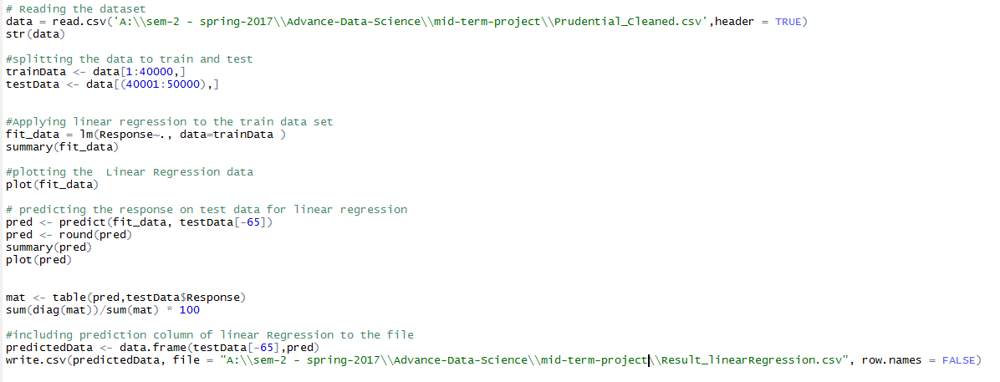 # Reading the dataset
data = read.csv('A:\\sem-2 - spring-2017\\Advance-Data-Science\\mid-term-project\\Prudential_Cleaned.csv',header = TRUE)
str(data)
#splitting the data to train and test
trainData <- data[1:40000,]
testData <- data[(40001:50000),]
#Applying linear regression to the train data set
fit_data = lm(Response~., data=trainData )
summary(fit_data)
#plotting the  Linear Regression data
plot(fit_data)
# predicting the response on test data for linear regression
pred <- predict(fit_data, testData[-65])
pred <- round(pred)
summary(pred)
plot(pred)
mat <- table(pred,testData$Response)
sum(diag(mat))/sum(mat) * 100
#including prediction column of linear Regression to the file
predictedData <- data.frame(testData[-65],pred)
write.csv(predictedData, file = "A:\\sem-2 - spring-2017\\Advance-Data-Science\\mid-term-project\\Result_linearRegression.csv", row.names = FALSE)